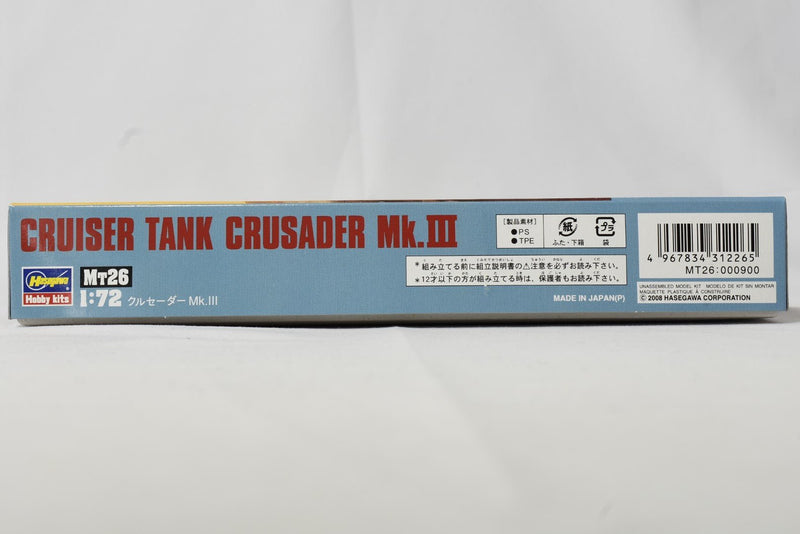 CRUISER TANK CRUSADER Mk.III
Hasegawa
Hobby kits
MT26
1:72
クルセーダー Mk.III
[製品素材]
●PS
●TPE
紙
ふた・下箱
プラ
袋
*組み立てる前に組立説明書の⚠注意を必ずお読み下さい。
*12才以下の方が組み立てる時は、保護者もお読み下さい。
MADE IN JAPAN(P)
4 967834 312265
MT26:000900
UNASSEMBLED MODEL KIT MODELO DE KIT SIN MONTAR
MAQUETTE PLASTIQUE À CONSTRUIRE
© 2008 HASEGAWA CORPORATION